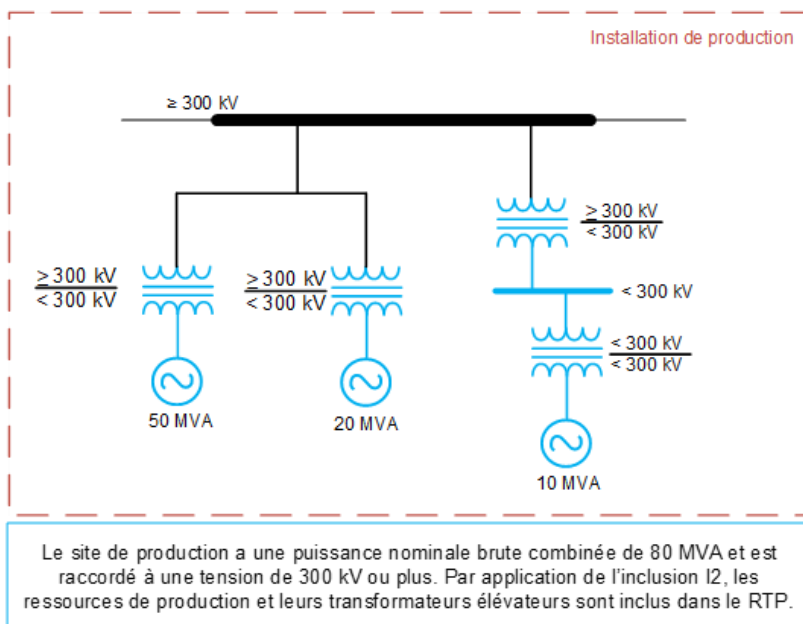 Installation de production
≥ 300 kV
≥ 300 kV
< 300 kV
≥ 300 kV
< 300 kV
≥ 300 kV
< 300 kV
< 300 kV
< 300 kV
< 300 kV
50 MVA
20 MVA
10 MVA
Le site de production a une puissance nominale brute combinée de 80 MVA et est
raccordé à une tension de 300 kV ou plus. Par application de l’inclusion I2, les
ressources de production et leurs transformateurs élévateurs sont inclus dans le RTP.